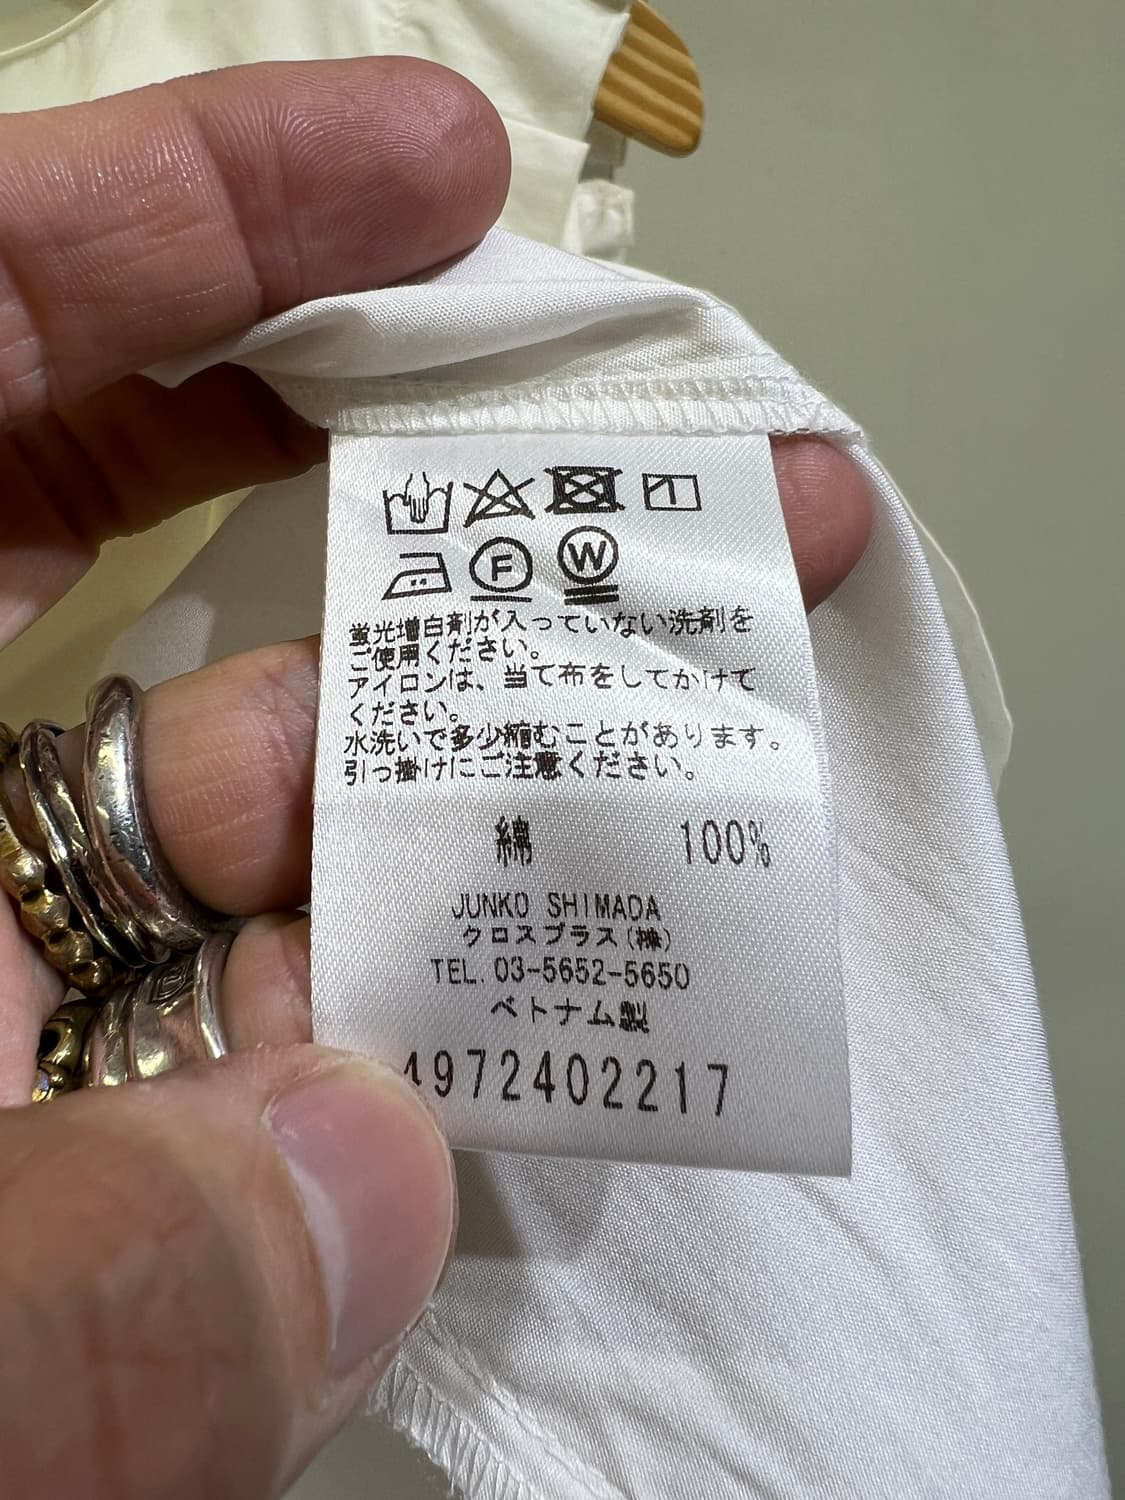 F W
蛍光増白剤が入っていない洗剤を
ご使用ください。
アイロンは、当て布をしてかけて
ください。
水洗いで多少縮むことがあります。
引っ掛けにご注意ください。
綿 100%
JUNKO SHIMADA
クロスプラス(株)
TEL. 03-5652-5650
ベトナム製
4972402217